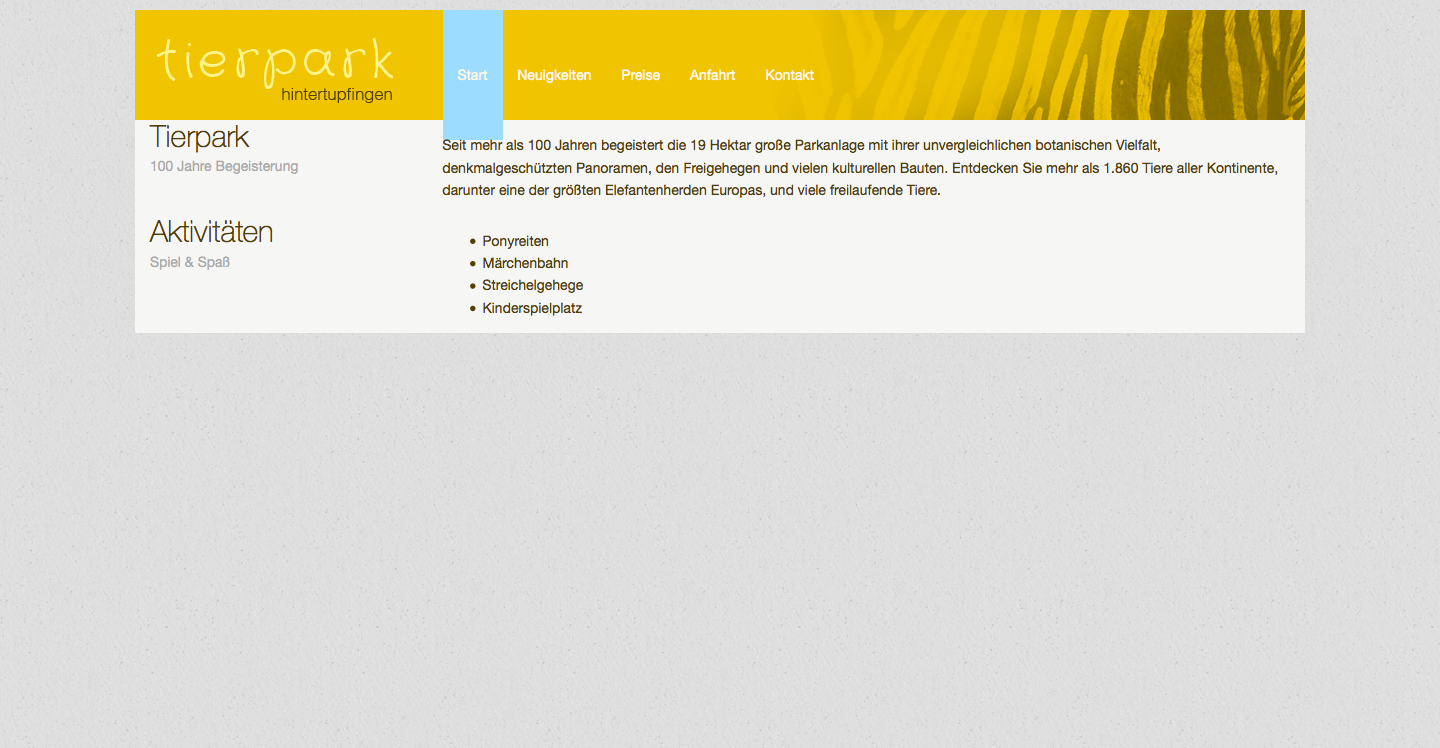 tierpark
hintertupfingen
Start Neuigkeiten Preise Anfahrt Kontakt
Tierpark
100 Jahre Begeisterung
Seit mehr als 100 Jahren begeistert die 19 Hektar große Parkanlage mit ihrer unvergleichlichen botanischen Vielfalt,
denkmalgeschützten Panoramen, den Freigehegen und vielen kulturellen Bauten. Entdecken Sie mehr als 1.860 Tiere aller Kontinente,
darunter eine der größten Elefantenherden Europas, und viele freilaufende Tiere.
Aktivitäten
Spiel & Spaß
• Ponyreiten
• Märchenbahn
• Streichelgehege
• Kinderspielplatz